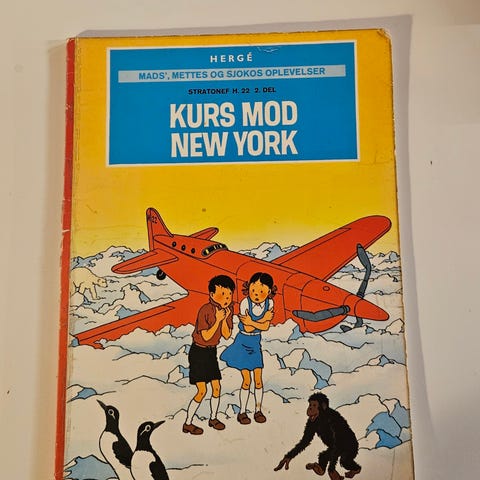 HERGÉ
MADS', METTES OG SJOKOS OPLEVELSER
STRATONEF H. 22 2. DEL
KURS MOD
NEW YORK